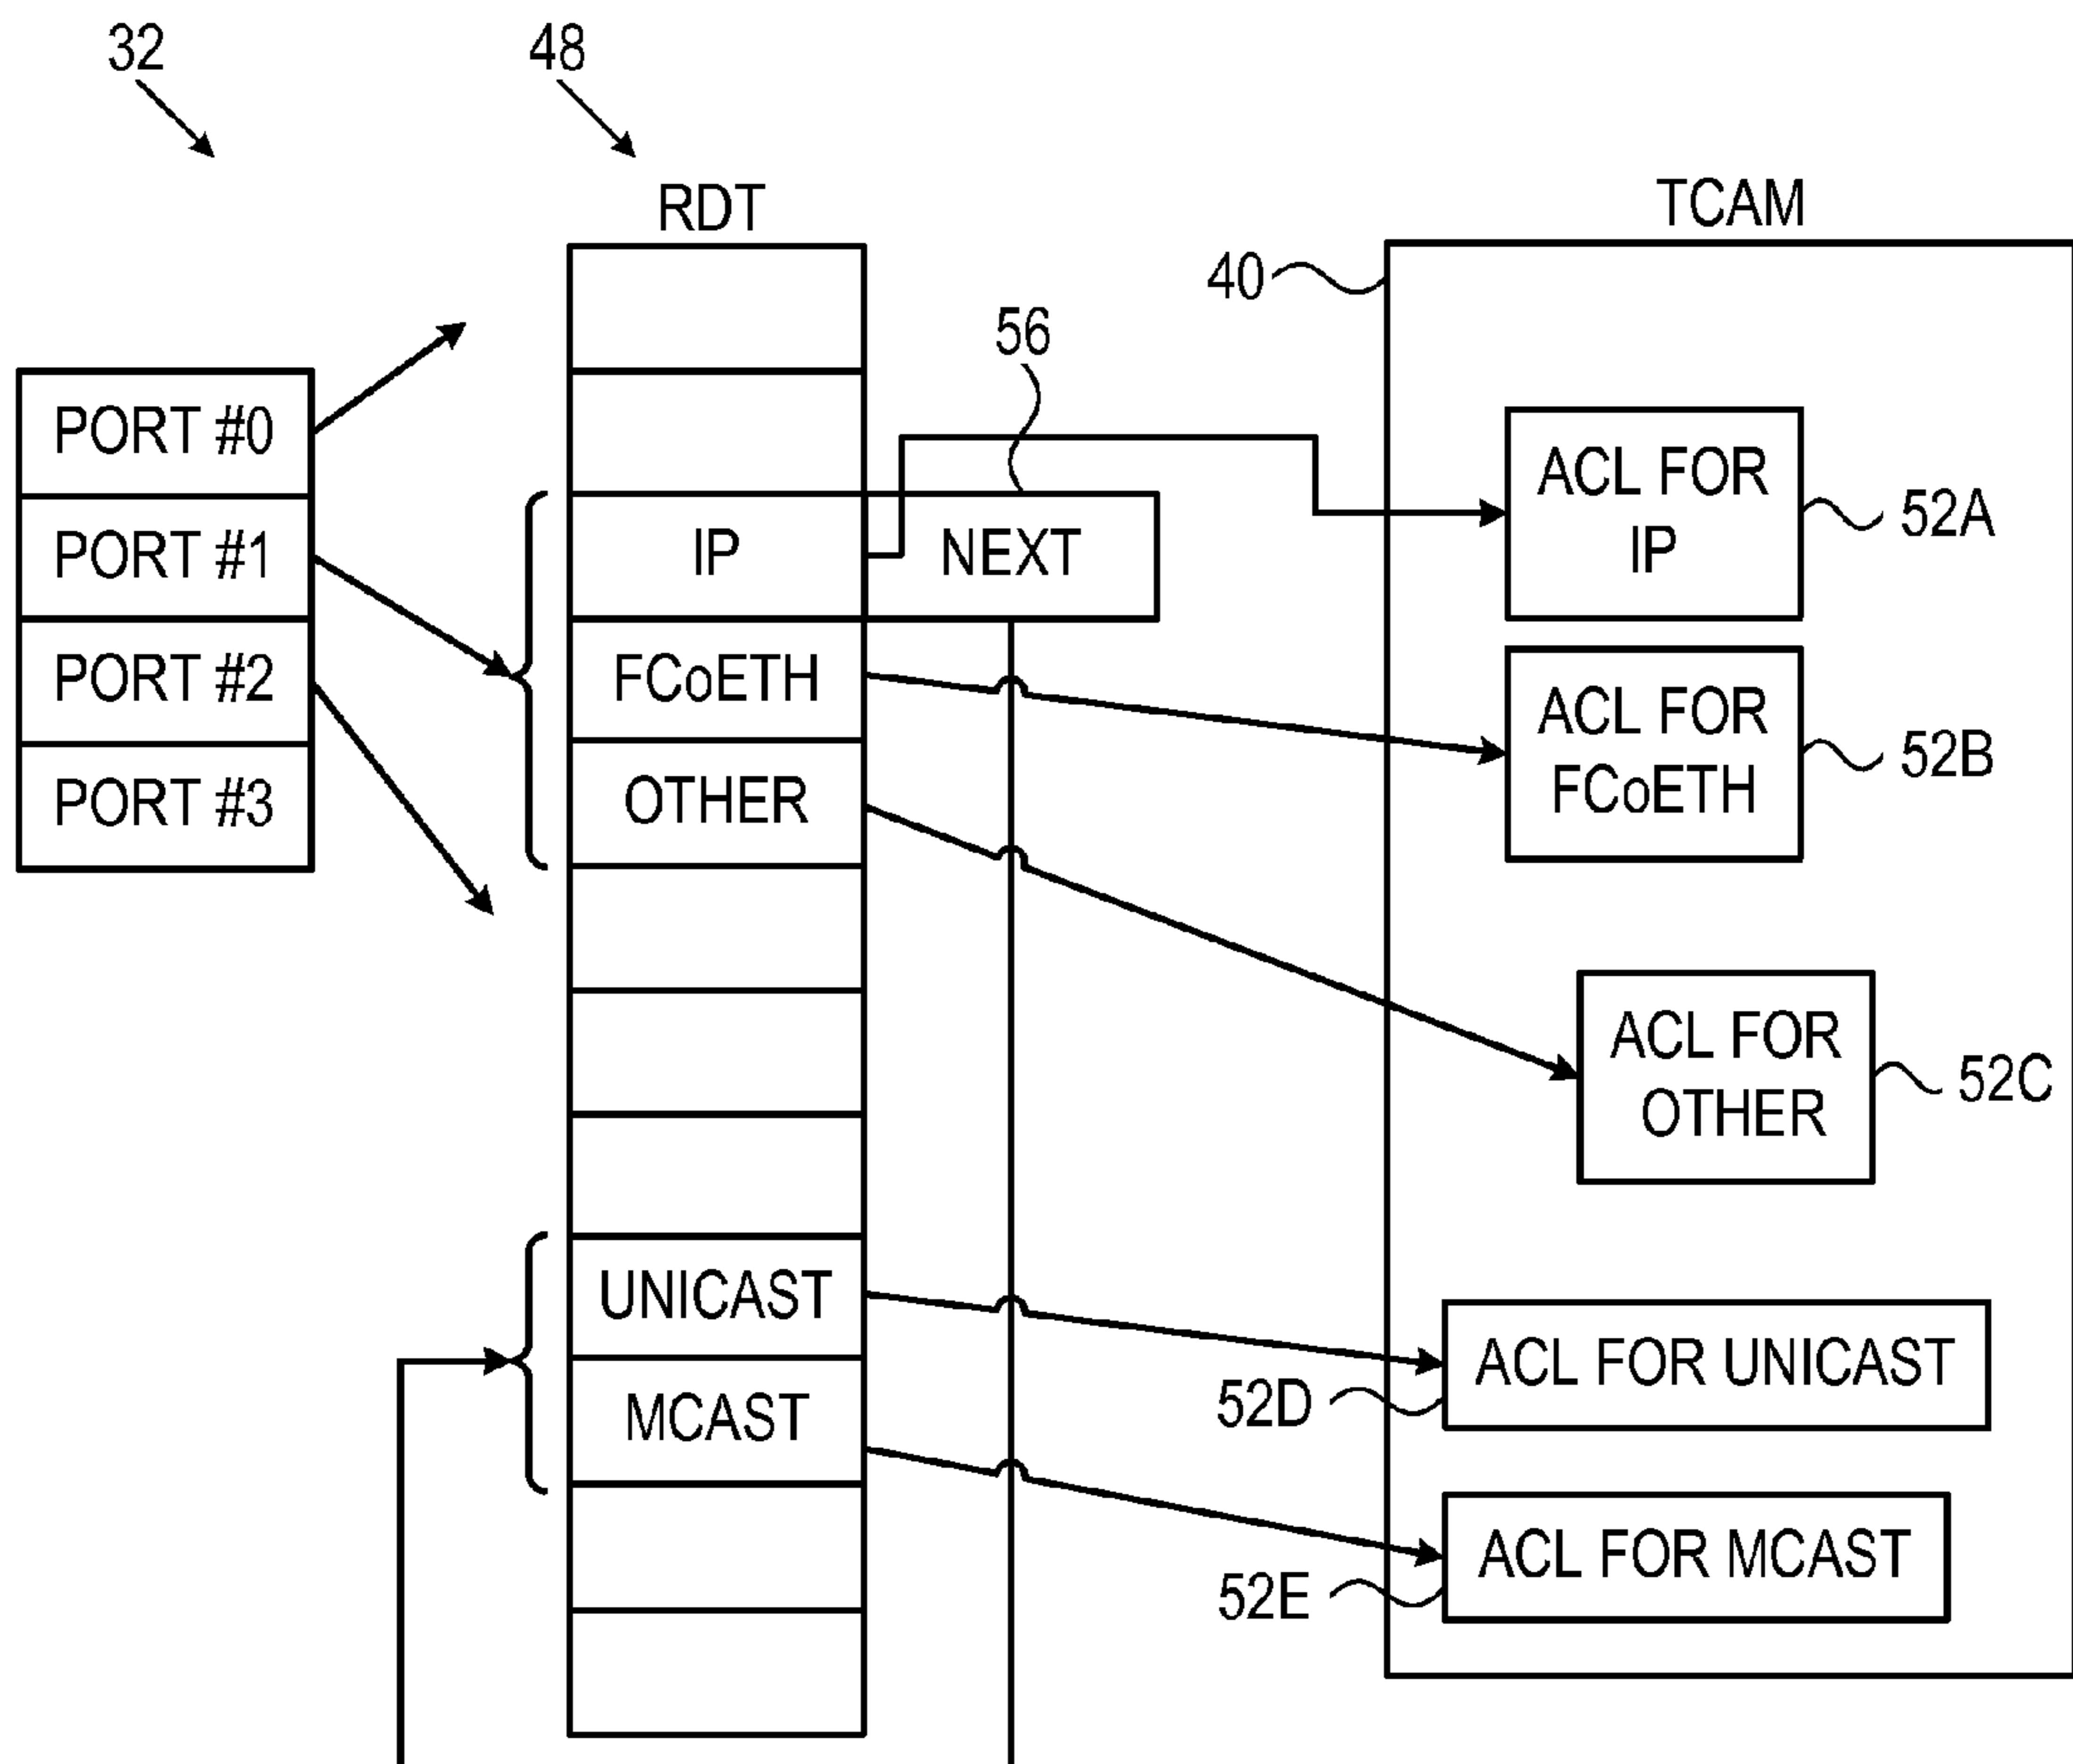 32
48
RDT
TCAM
40
56
PORT #0
PORT #1
PORT #2
PORT #3
IP
NEXT
FCoETH
OTHER
UNICAST
MCAST
ACL FOR
IP
52A
ACL FOR
FCoETH
52B
ACL FOR
OTHER
52C
ACL FOR UNICAST
52D
ACL FOR MCAST
52E